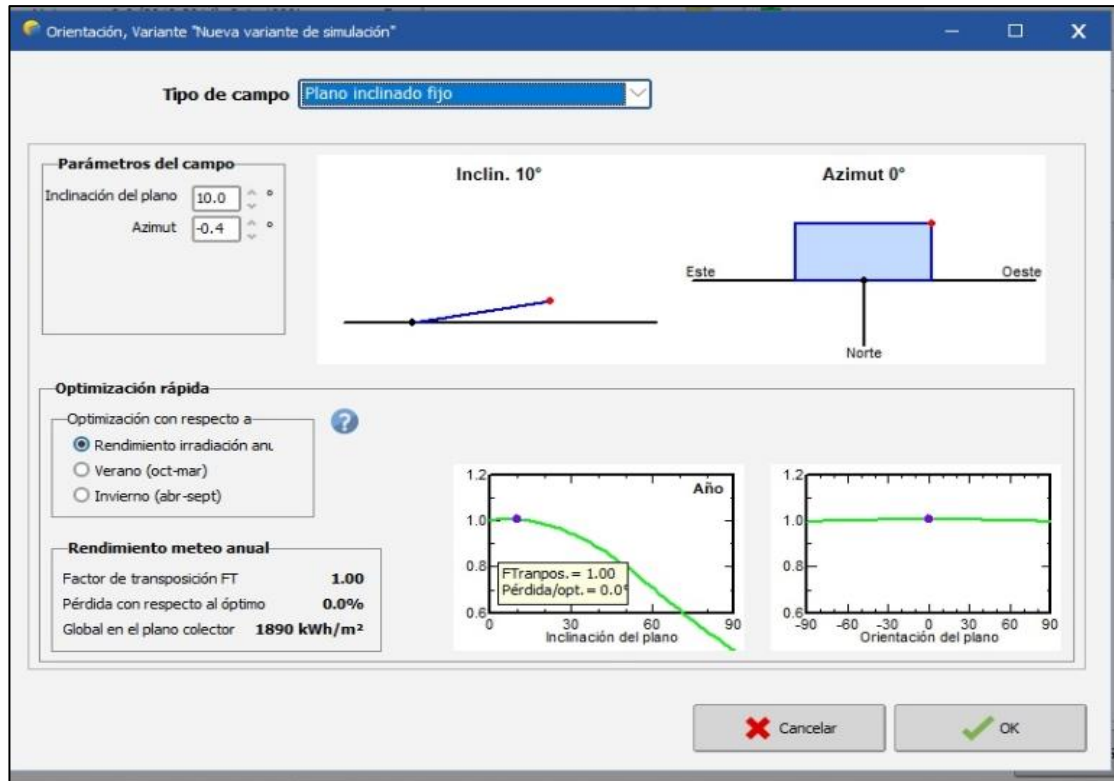 Orientación, Variante "Nueva variante de simulación"
Tipo de campo Plano inclinado fijo
Parámetros del campo
Inclinación del plano 10.0 °
Azimut -0.4 °
Inclin. 10°
Azimut 0°
Este
Oeste
Norte
Optimización rápida
Optimización con respecto a
Rendimiento irradiación anu
Verano (oct-mar)
Invierno (abr-sept)
Rendimiento meteo anual
Factor de transposición FT 1.00
Pérdida con respecto al óptimo 0.0%
Global en el plano colector 1890 kWh/m²
1.2
1.0
0.8
0.6
Año
FTranpos.= 1.00
Pérdida/opt.= 0.0
0 30 60 90
Inclinación del plano
1.2
1.0
0.8
0.6
-90 -60 -30 0 30 60 90
Orientación del plano
Cancelar
OK